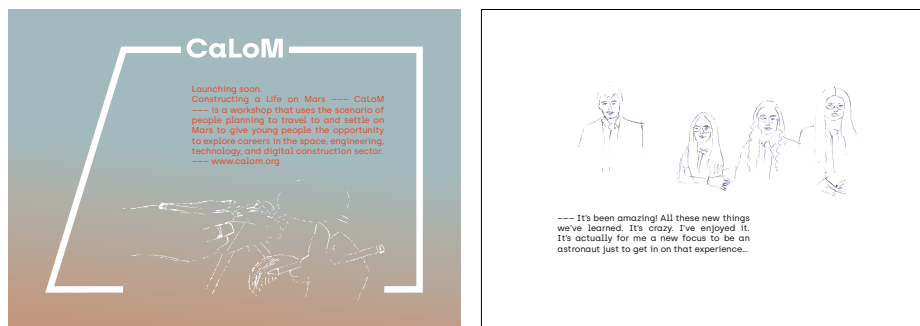 CaLoM
Launching soon.
Constructing a Life on Mars --- CaLoM
--- is a workshop that uses the scenario of
people planning to travel to and settle on
Mars to give young people the opportunity
to explore careers in the space, engineering,
technology, and digital construction sector.
--- www.calom.org
--- It's been amazing! All these new things
we've learned. It's crazy. I've enjoyed it.
It's actually for me a new focus to be an
astronaut just to get in on that experience...